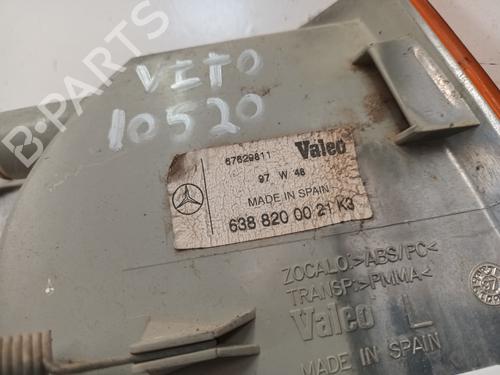 B-PARTS
VITO
10520
67629811 Valeo
97 W 48
MADE IN SPAIN
638 820 00 21 K3
ZOCALO:>ABS/PC<
TRANSP:>PMMA<
Valeo L
MADE IN SPAIN